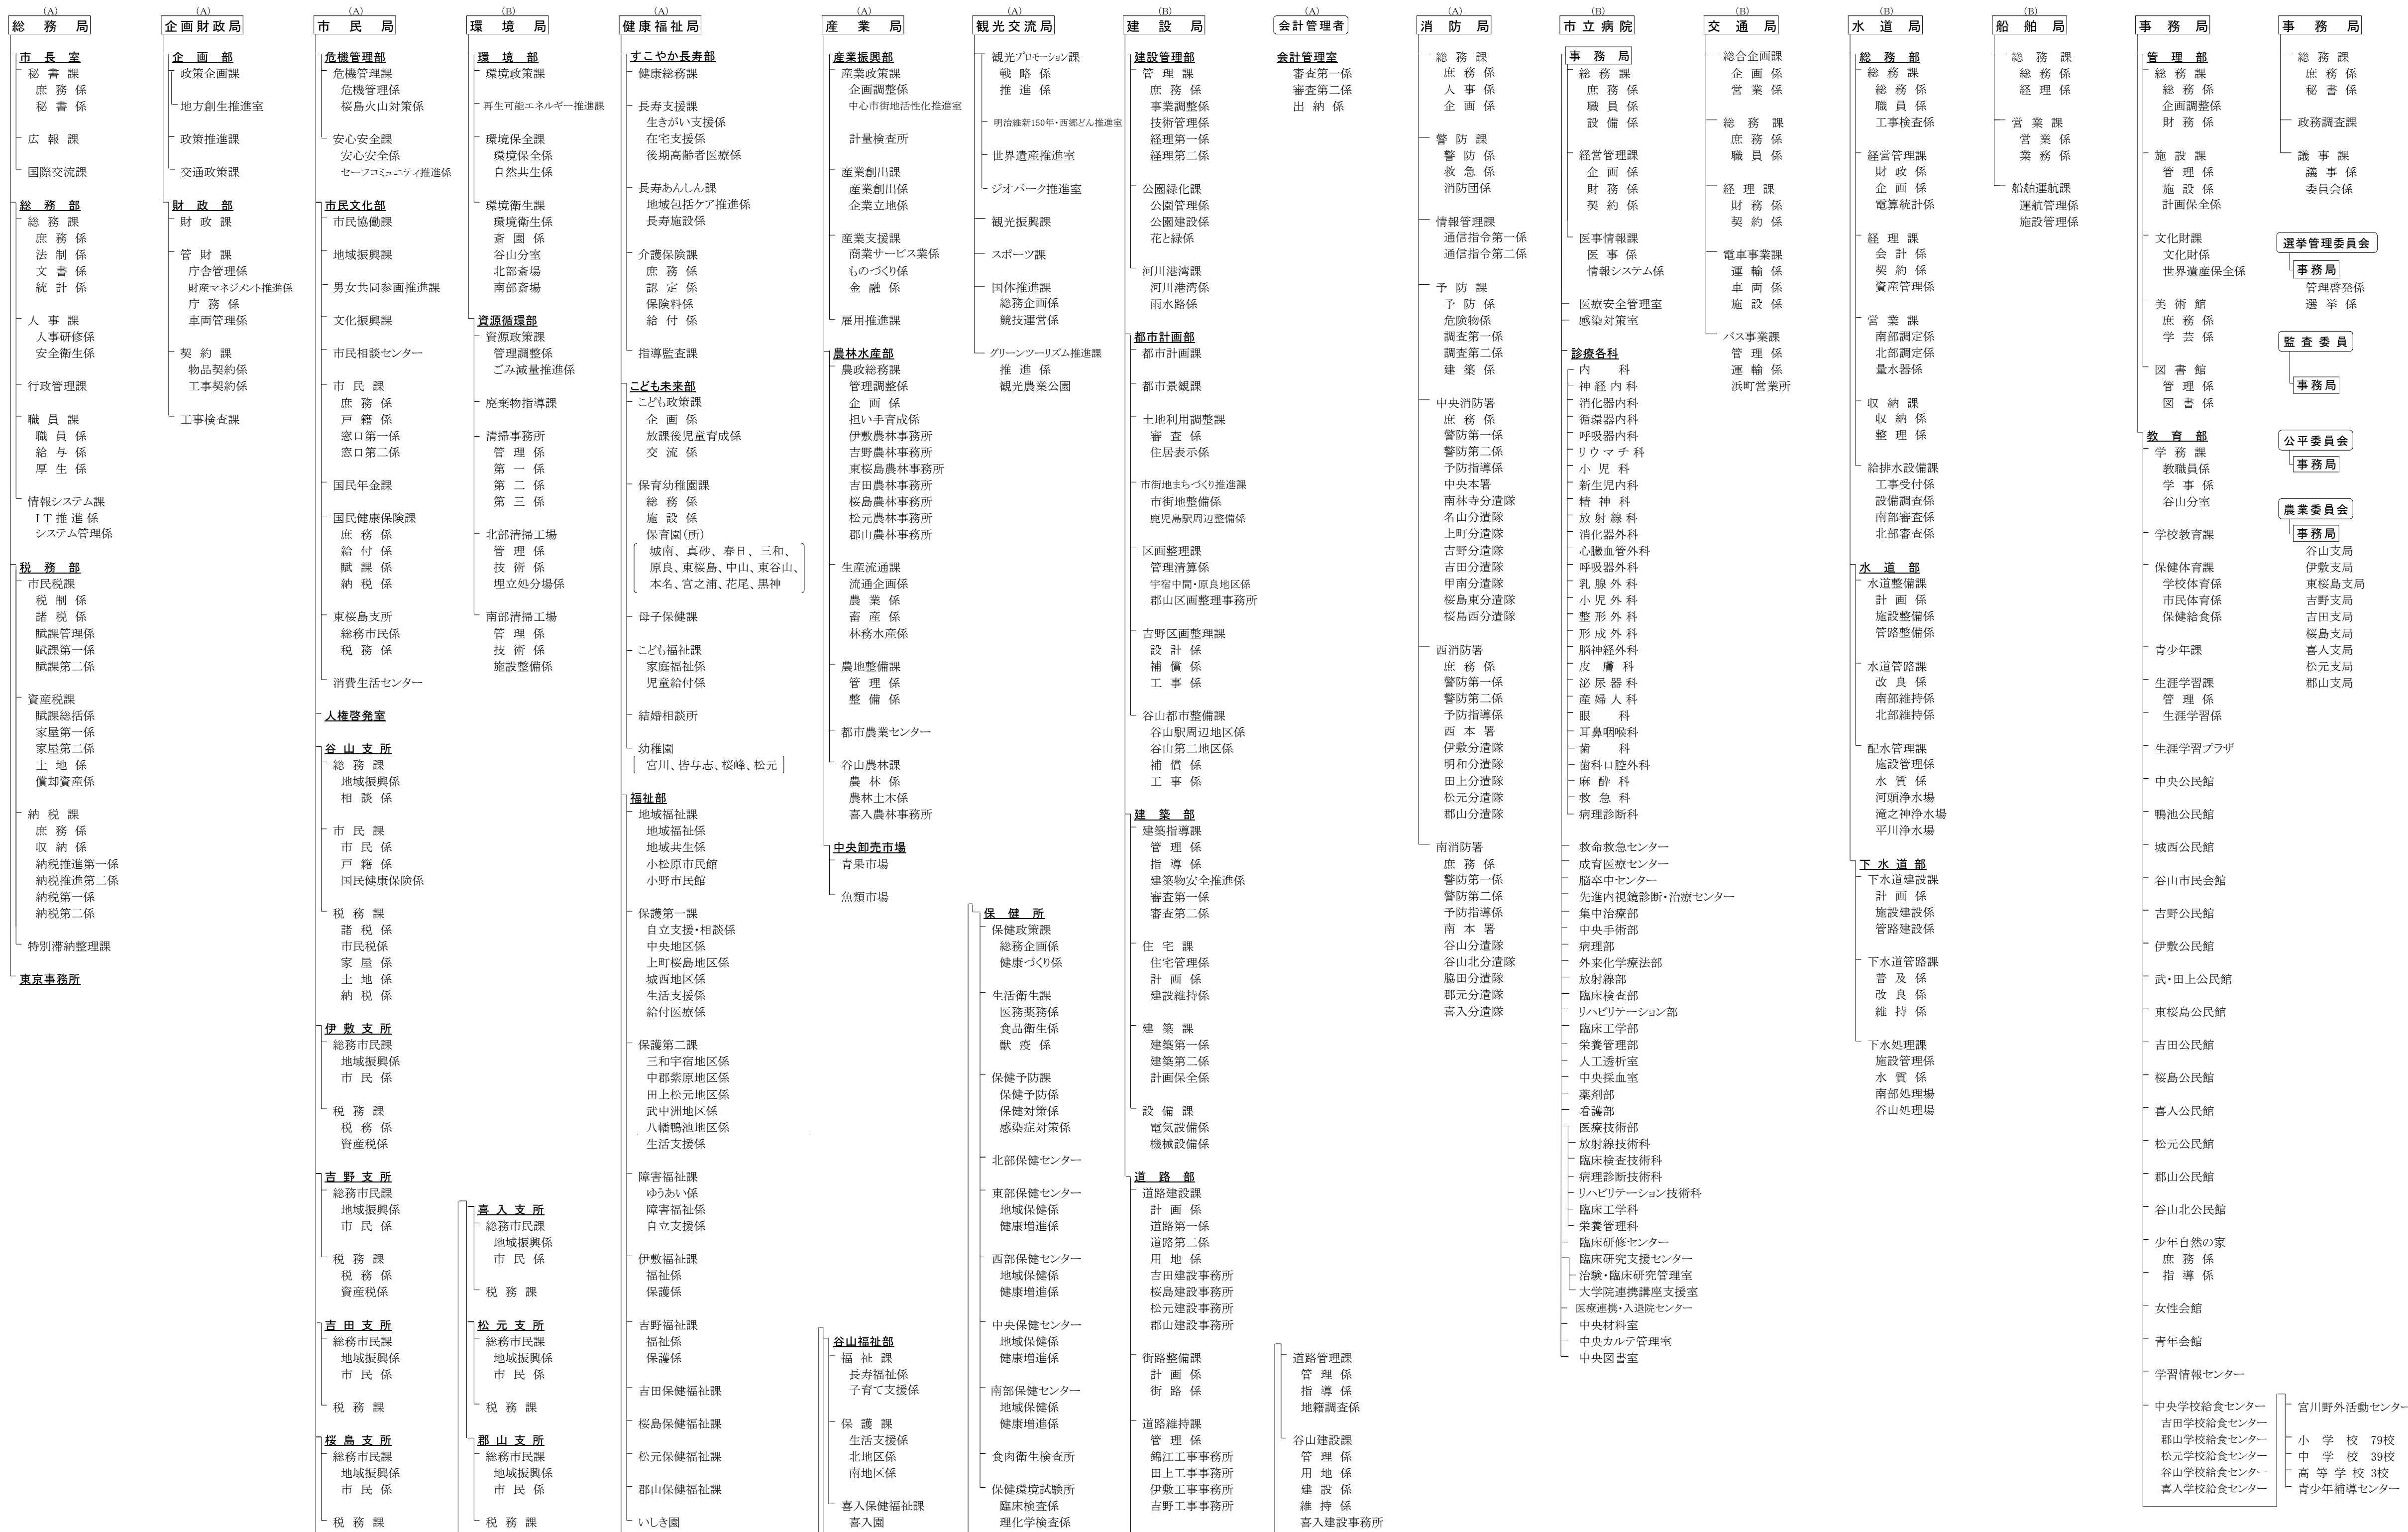 (A)
総務局
市長室
秘書課
庶務係
秘書係
広報課
国際交流課
総務部
総務課
庶務係
法制係
文書係
統計係
人事課
人事研修係
安全衛生係
行政管理課
職員課
職員係
給与係
厚生係
情報システム課
IT推進係
システム管理係
税務部
市民税課
税制係
諸税係
賦課管理係
賦課第一係
賦課第二係
資産税課
賦課総括係
家屋第一係
家屋第二係
土地係
償却資産係
納税課
庶務係
収納係
納税推進第一係
納税推進第二係
納税第一係
納税第二係
特別滞納整理課
東京事務所
(A)
企画財政局
企画部
政策企画課
地方創生推進室
政策推進課
交通政策課
財政部
財政課
管財課
庁舎管理係
財産マネジメント推進係
庁務係
車両管理係
契約課
物品契約係
工事契約係
工事検査課
(A)
市民局
危機管理部
危機管理課
危機管理係
桜島火山対策係
安心安全課
安心安全係
セーフコミュニティ推進係
市民文化部
市民協働課
地域振興課
男女共同参画推進課
文化振興課
市民相談センター
市民課
庶務係
戸籍係
窓口第一係
窓口第二係
国民年金課
国民健康保険課
庶務係
給付係
賦課係
納税係
東桜島支所
総務市民係
税務係
消費生活センター
人権啓発室
谷山支所
総務課
地域振興係
相談係
市民課
市民係
戸籍係
国民健康保険係
税務課
諸税係
市民税係
家屋係
土地係
納税係
伊敷支所
総務市民課
地域振興係
市民係
税務課
税務係
資産税係
吉野支所
総務市民課
地域振興係
市民係
税務課
税務係
資産税係
吉田支所
総務市民課
地域振興係
市民係
税務課
桜島支所
総務市民課
地域振興係
市民係
税務課
(B)
環境局
環境部
環境政策課
再生可能エネルギー推進課
環境保全課
環境保全係
自然共生係
環境衛生課
環境衛生係
斎園係
谷山分室
北部斎場
南部斎場
資源循環部
資源政策課
管理調整係
ごみ減量推進係
廃棄物指導課
清掃事務所
管理係
第一係
第二係
第三係
北部清掃工場
管理係
技術係
埋立処分場係
南部清掃工場
管理係
技術係
施設整備係
喜入支所
総務市民課
地域振興係
市民係
税務課
松元支所
総務市民課
地域振興係
市民係
税務課
郡山支所
総務市民課
地域振興係
市民係
税務課
(A)
健康福祉局
すこやか長寿部
健康総務課
長寿支援課
生きがい支援係
在宅支援係
後期高齢者医療係
長寿あんしん課
地域包括ケア推進係
長寿施設係
介護保険課
庶務係
認定係
保険料係
給付係
指導監査課
こども未来部
こども政策課
企画係
放課後児童育成係
交流係
保育幼稚園課
総務係
施設係
保育園(所)
城南、真砂、春日、三和、
原良、東桜島、中山、東谷山、
本名、宮之浦、花尾、黒神
母子保健課
こども福祉課
家庭福祉係
児童給付係
結婚相談所
幼稚園
宮川、皆与志、桜峰、松元
福祉部
地域福祉課
地域福祉係
地域共生係
小松原市民館
小野市民館
保護第一課
自立支援・相談係
中央地区係
上町桜島地区係
城西地区係
生活支援係
給付医療係
保護第二課
三和宇宿地区係
中郡紫原地区係
田上松元地区係
武中洲地区係
八幡鴨池地区係
生活支援係
障害福祉課
ゆうあい係
障害福祉係
自立支援係
伊敷福祉課
福祉係
保護係
吉野福祉課
福祉係
保護係
吉田保健福祉課
桜島保健福祉課
松元保健福祉課
郡山保健福祉課
いしき園
(A)
産業局
産業振興部
産業政策課
企画調整係
中心市街地活性化推進室
計量検査所
産業創出課
産業創出係
企業立地係
産業支援課
商業サービス業係
ものづくり係
金融係
雇用推進課
農林水産部
農政総務課
管理調整係
企画係
担い手育成係
伊敷農林事務所
吉野農林事務所
東桜島農林事務所
吉田農林事務所
桜島農林事務所
松元農林事務所
郡山農林事務所
生産流通課
流通企画係
農業係
畜産係
林務水産係
農地整備課
管理係
整備係
都市農業センター
谷山農林課
農林係
農林土木係
喜入農林事務所
中央卸売市場
青果市場
魚類市場
谷山福祉部
福祉課
長寿福祉係
子育て支援係
保護課
生活支援係
北地区係
南地区係
喜入保健福祉課
喜入園
(A)
観光交流局
観光プロモーション課
戦略係
推進係
明治維新150年・西郷どん推進室
世界遺産推進室
ジオパーク推進室
観光振興課
スポーツ課
国体推進課
総務企画係
競技運営係
グリーンツーリズム推進課
推進係
観光農業公園
保健所
保健政策課
総務企画係
健康づくり係
生活衛生課
医務薬務係
食品衛生係
獣疫係
保健予防課
保健予防係
保健対策係
感染症対策係
北部保健センター
東部保健センター
地域保健係
健康増進係
西部保健センター
地域保健係
健康増進係
中央保健センター
地域保健係
健康増進係
南部保健センター
地域保健係
健康増進係
食肉衛生検査所
保健環境試験所
臨床検査係
理化学検査係
(B)
建設局
建設管理部
管理課
庶務係
事業調整係
技術管理係
経理第一係
経理第二係
公園緑化課
公園管理係
公園建設係
花と緑係
河川港湾課
河川港湾係
雨水路係
都市計画部
都市計画課
都市景観課
土地利用調整課
審査係
住居表示係
市街地まちづくり推進課
市街地整備係
鹿児島駅周辺整備係
区画整理課
管理清算係
宇宿中間・原良地区係
郡山区画整理事務所
吉野区画整理課
設計係
補償係
工事係
谷山都市整備課
谷山駅周辺地区係
谷山第二地区係
補償係
工事係
建築部
建築指導課
管理係
指導係
建築物安全推進係
審査第一係
審査第二係
住宅課
住宅管理係
計画係
建設維持係
建築課
建築第一係
建築第二係
計画保全係
設備課
電気設備係
機械設備係
道路部
道路建設課
計画係
道路第一係
道路第二係
用地係
吉田建設事務所
桜島建設事務所
松元建設事務所
郡山建設事務所
街路整備課
計画係
街路係
道路維持課
管理係
錦江工事事務所
田上工事事務所
伊敷工事事務所
吉野工事事務所
(A)
会計管理者
会計管理室
審査第一係
審査第二係
出納係
道路管理課
管理係
指導係
地籍調査係
谷山建設課
管理係
用地係
建設係
維持係
喜入建設事務所
(A)
消防局
総務課
庶務係
人事係
企画係
警防課
警防係
救急係
消防団係
情報管理課
通信指令第一係
通信指令第二係
予防課
予防係
危険物係
調査第一係
調査第二係
建築係
中央消防署
庶務係
警防第一係
警防第二係
予防指導係
中央本署
南林寺分遣隊
名山分遣隊
上町分遣隊
吉野分遣隊
吉田分遣隊
甲南分遣隊
桜島東分遣隊
桜島西分遣隊
西消防署
庶務係
警防第一係
警防第二係
予防指導係
西本署
伊敷分遣隊
明和分遣隊
田上分遣隊
松元分遣隊
郡山分遣隊
南消防署
庶務係
警防第一係
警防第二係
予防指導係
南本署
谷山分遣隊
谷山北分遣隊
脇田分遣隊
郡元分遣隊
喜入分遣隊
(B)
市立病院
事務局
総務課
庶務係
職員係
設備係
経営管理課
企画係
財務係
契約係
医事情報課
医事係
情報システム係
医療安全管理室
感染対策室
診療各科
内科
神経内科
消化器内科
循環器内科
呼吸器内科
リウマチ科
小児科
新生児内科
精神科
放射線科
消化器外科
心臓血管外科
呼吸器外科
乳腺外科
小児外科
整形外科
形成外科
脳神経外科
皮膚科
泌尿器科
産婦人科
眼科
耳鼻咽喉科
歯科
歯科口腔外科
麻酔科
救急科
病理診断科
救命救急センター
成育医療センター
脳卒中センター
先進内視鏡診断・治療センター
集中治療部
中央手術部
病理部
外来化学療法部
放射線部
臨床検査部
リハビリテーション部
臨床工学部
栄養管理部
人工透析室
中央採血室
薬剤部
看護部
医療技術部
放射線技術科
臨床検査技術科
病理診断技術科
リハビリテーション技術科
臨床工学科
栄養管理科
臨床研修センター
臨床研究支援センター
治験・臨床研究管理室
大学院連携講座支援室
医療連携・入退院センター
中央材料室
中央カルテ管理室
中央図書室
(B)
交通局
総合企画課
企画係
営業係
総務課
庶務係
職員係
経理課
財務係
契約係
電車事業課
運輸係
車両係
施設係
バス事業課
管理係
運輸係
浜町営業所
(B)
水道局
総務部
総務課
総務係
職員係
工事検査係
経営管理課
財政係
企画係
電算統計係
経理課
会計係
契約係
資産管理係
営業課
南部調定係
北部調定係
量水器係
収納課
収納係
整理係
給排水設備課
工事受付係
設備調査係
南部審査係
北部審査係
水道部
水道整備課
計画係
施設整備係
管路整備係
水道管路課
改良係
南部維持係
北部維持係
配水管理課
施設管理係
水質係
河頭浄水場
滝之神浄水場
平川浄水場
下水道部
下水道建設課
計画係
施設建設係
管路建設係
下水道管路課
普及係
改良係
維持係
下水処理課
施設管理係
水質係
南部処理場
谷山処理場
(B)
船舶局
総務課
総務係
経理係
営業課
営業係
業務係
船舶運航課
運航管理係
施設管理係
事務局
管理部
総務課
総務係
企画調整係
財務係
施設課
管理係
施設係
計画保全係
文化財課
文化財係
世界遺産保全係
美術館
庶務係
学芸係
図書館
管理係
図書係
教育部
学務課
教職員係
学事係
谷山分室
学校教育課
保健体育課
学校体育係
市民体育係
保健給食係
青少年課
生涯学習課
管理係
生涯学習係
生涯学習プラザ
中央公民館
鴨池公民館
城西公民館
谷山市民会館
吉野公民館
伊敷公民館
武・田上公民館
東桜島公民館
吉田公民館
桜島公民館
喜入公民館
松元公民館
郡山公民館
谷山北公民館
少年自然の家
庶務係
指導係
女性会館
青年会館
学習情報センター
中央学校給食センター
吉田学校給食センター
郡山学校給食センター
松元学校給食センター
谷山学校給食センター
喜入学校給食センター
事務局
総務課
庶務係
秘書係
政務調査課
議事課
議事係
委員会係
選挙管理委員会
事務局
管理啓発係
選挙係
監査委員
事務局
公平委員会
事務局
農業委員会
事務局
谷山支局
伊敷支局
東桜島支局
吉野支局
吉田支局
桜島支局
喜入支局
松元支局
郡山支局
宮川野外活動センター
小学校 79校
中学校 39校
高等学校 3校
青少年補導センター